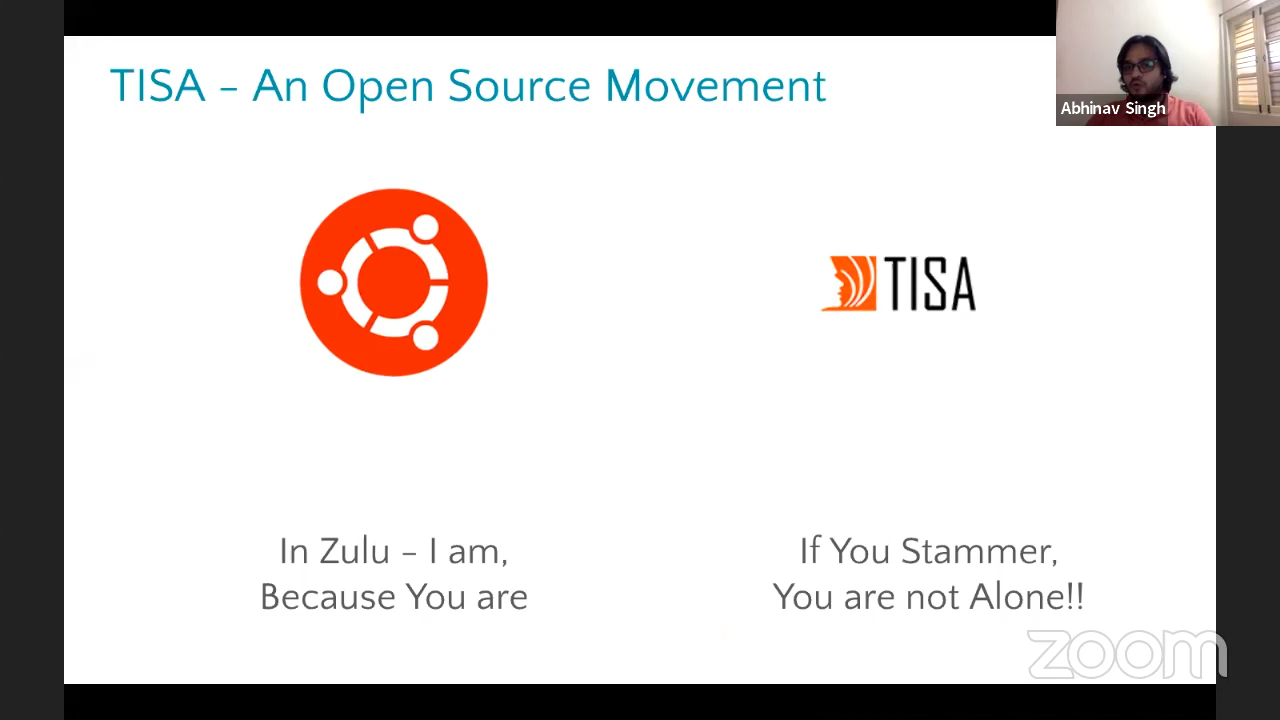 TISA – An Open Source Movement
Abhinav Singh
TISA
In Zulu – I am,
Because You are
If You Stammer,
You are not Alone!!
zoom